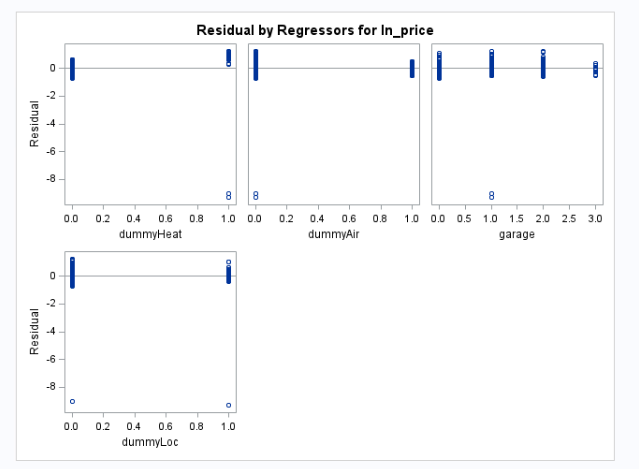 Residual by Regressors for ln_price
Residual
0
-2
-4
-6
-8
0.0 0.2 0.4 0.6 0.8 1.0
dummyHeat
0.0 0.2 0.4 0.6 0.8 1.0
dummyAir
0.0 0.5 1.0 1.5 2.0 2.5 3.0
garage
Residual
0
-2
-4
-6
-8
0.0 0.2 0.4 0.6 0.8 1.0
dummyLoc